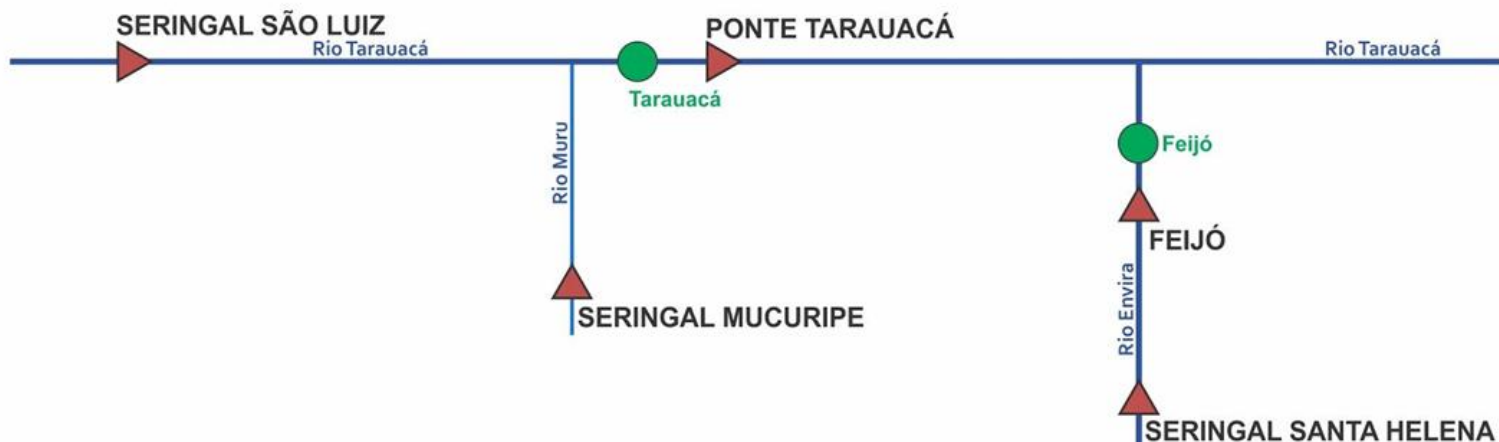 SERINGAL SÃO LUIZ
Rio Tarauacá
PONTE TARAUACÁ
Rio Tarauacá
Tarauacá
Rio Muru
Feijó
FEIJÓ
SERINGAL MUCURIPE
Rio Envira
SERINGAL SANTA HELENA